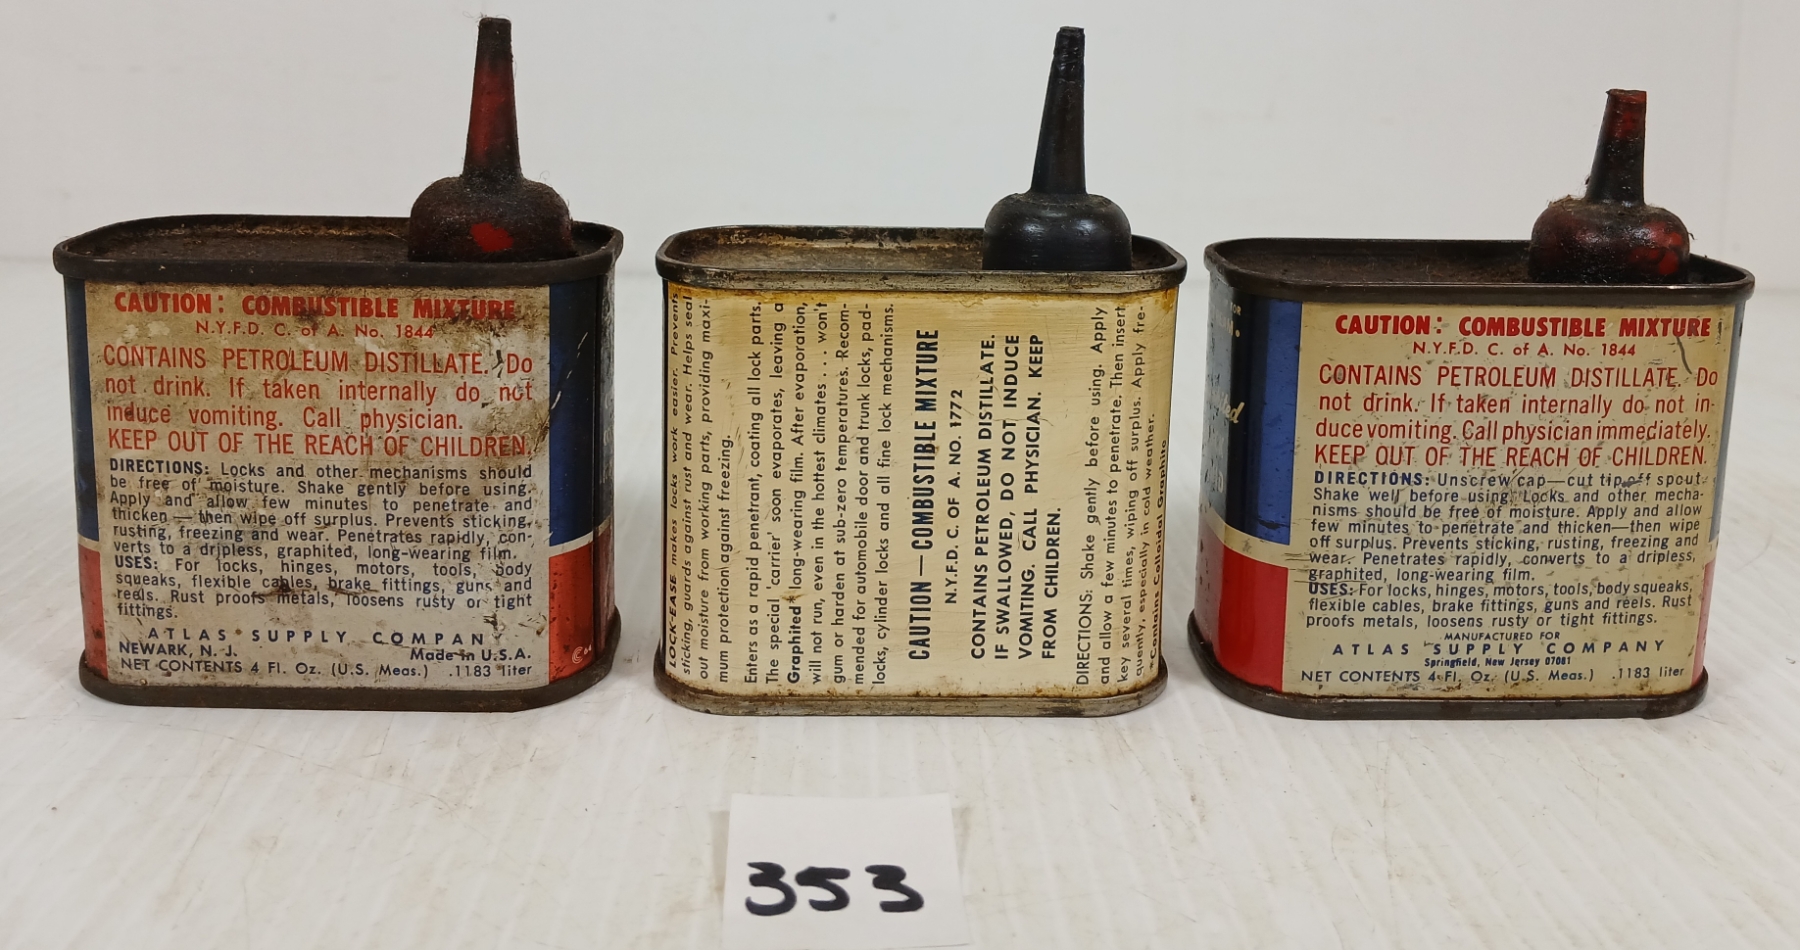 CAUTION: COMBUSTIBLE MIXTURE
N.Y.F.D. C. of A. No. 1844
CONTAINS PETROLEUM DISTILLATE. Do
not drink. If taken internally do not
induce vomiting. Call physician.
KEEP OUT OF THE REACH OF CHILDREN.
DIRECTIONS: Locks and other mechanisms should
be free of moisture. Shake gently before using.
Apply and allow few minutes to penetrate and
thicken — then wipe off surplus. Prevents sticking,
rusting, freezing and wear. Penetrates rapidly, con-
verts to a dripless, graphited, long-wearing film.
USES: For locks, hinges, motors, tools, body
squeaks, flexible cables, brake fittings, guns and
reels. Rust proofs metals, loosens rusty or tight
fittings.
ATLAS SUPPLY COMPANY
NEWARK, N. J. Made in U.S.A.
NET CONTENTS 4 Fl. Oz. (U.S. Meas.) .1183 liter
LOCK-EASE makes locks work easier. Prevents
sticking, guards against rust and wear. Helps seal
out moisture from working parts, providing maxi-
mum protection against freezing.
Enters as a rapid penetrant, coating all lock parts.
The special 'carrier' soon evaporates, leaving a
Graphited long-wearing film. After evaporation,
will not run, even in the hottest climates . . . won't
gum or harden at sub-zero temperatures. Recom-
mended for automobile door and trunk locks, pad-
locks, cylinder locks and all fine lock mechanisms.
CAUTION — COMBUSTIBLE MIXTURE
N.Y.F.D. C. OF A. NO. 1772
CONTAINS PETROLEUM DISTILLATE.
IF SWALLOWED, DO NOT INDUCE
VOMITING. CALL PHYSICIAN. KEEP
FROM CHILDREN.
DIRECTIONS: Shake gently before using. Apply
and allow a few minutes to penetrate. Then insert
key several times, wiping off surplus. Apply fre-
quently, especially in cold weather.
*Contains Colloidal Graphite
CAUTION: COMBUSTIBLE MIXTURE
N.Y.F.D. C. of A. No. 1844
CONTAINS PETROLEUM DISTILLATE. Do
not drink. If taken internally do not in-
duce vomiting. Call physician immediately.
KEEP OUT OF THE REACH OF CHILDREN.
DIRECTIONS: Unscrew cap—cut tip off spout.
Shake well before using. Locks and other mecha-
nisms should be free of moisture. Apply and allow
few minutes to penetrate and thicken—then wipe
off surplus. Prevents sticking, rusting, freezing and
wear. Penetrates rapidly, converts to a dripless,
graphited, long-wearing film.
USES: For locks, hinges, motors, tools, body squeaks,
flexible cables, brake fittings, guns and reels. Rust
proofs metals, loosens rusty or tight fittings.
MANUFACTURED FOR
ATLAS SUPPLY COMPANY
Springfield, New Jersey 07081
NET CONTENTS 4 Fl. Oz. (U.S. Meas.) .1183 liter
353